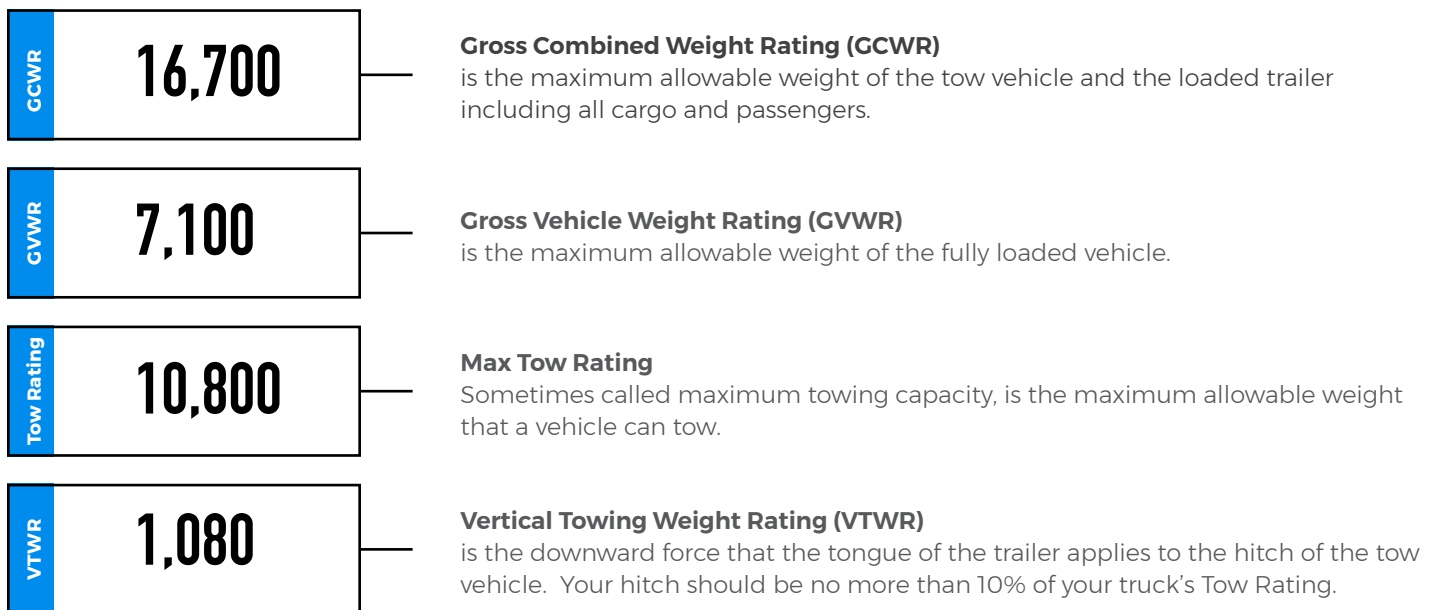 GCWR
16,700
Gross Combined Weight Rating (GCWR)
is the maximum allowable weight of the tow vehicle and the loaded trailer
including all cargo and passengers.
GVWR
7,100
Gross Vehicle Weight Rating (GVWR)
is the maximum allowable weight of the fully loaded vehicle.
Tow Rating
10,800
Max Tow Rating
Sometimes called maximum towing capacity, is the maximum allowable weight
that a vehicle can tow.
VTWR
1,080
Vertical Towing Weight Rating (VTWR)
is the downward force that the tongue of the trailer applies to the hitch of the tow
vehicle.  Your hitch should be no more than 10% of your truck’s Tow Rating.